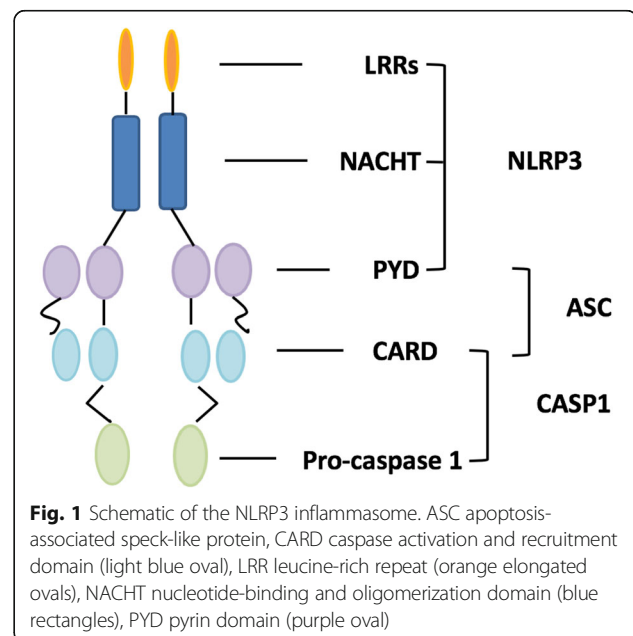 LRRs
NACHT
NLRP3
PYD
ASC
CARD
CASP1
Pro-caspase 1
Fig. 1 Schematic of the NLRP3 inflammasome. ASC apoptosis-
associated speck-like protein, CARD caspase activation and recruitment
domain (light blue oval), LRR leucine-rich repeat (orange elongated
ovals), NACHT nucleotide-binding and oligomerization domain (blue
rectangles), PYD pyrin domain (purple oval)